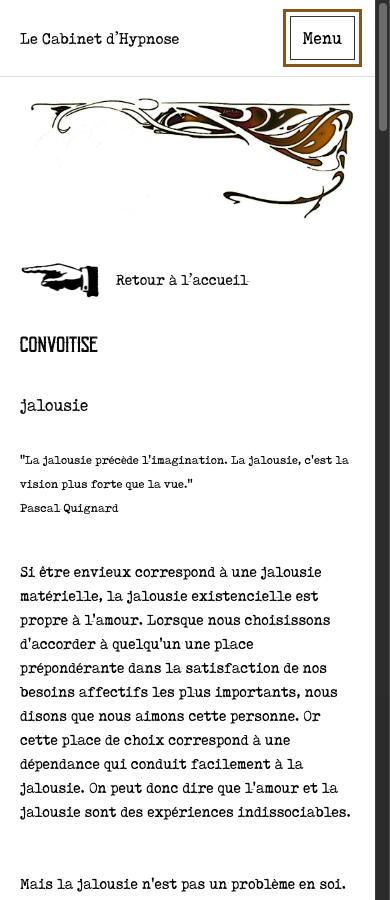 Le Cabinet d'Hypnose
Menu
Retour à l'accueil
CONVOITISE
jalousie
"La jalousie précède l'imagination. La jalousie, c'est la
vision plus forte que la vue."
Pascal Quignard
Si être envieux correspond à une jalousie
matérielle, la jalousie existencielle est
propre à l'amour. Lorsque nous choisissons
d'accorder à quelqu'un une place
prépondérante dans la satisfaction de nos
besoins affectifs les plus importants, nous
disons que nous aimons cette personne. Or
cette place de choix correspond à une
dépendance qui conduit facilement à la
jalousie. On peut donc dire que l'amour et la
jalousie sont des expériences indissociables.
Mais la jalousie n'est pas un problème en soi.